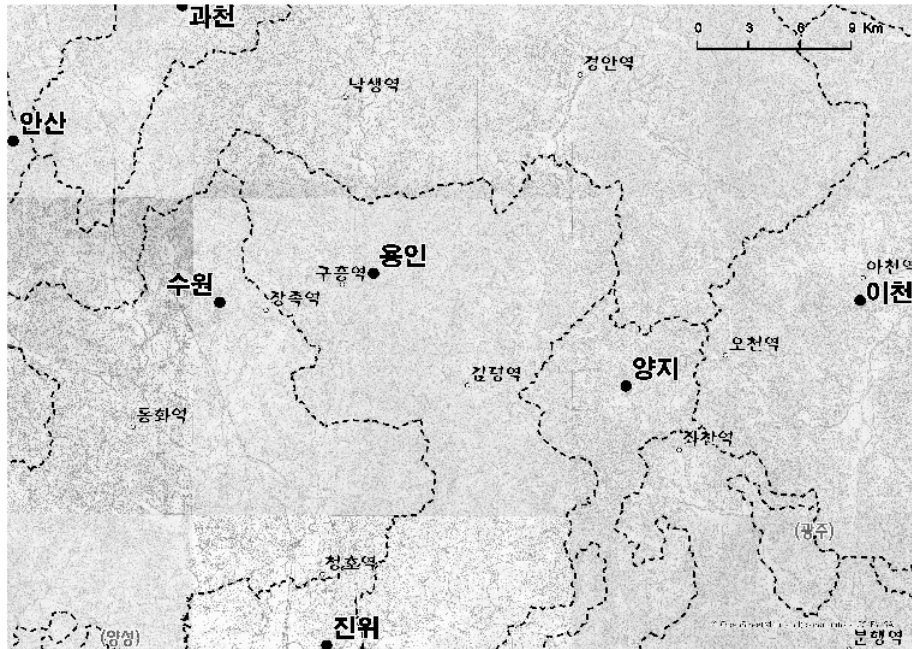 과천
0 3 6 9 Km
경안역
낙생역
안산
용인
구흥역
아천역
수원
이천
장족역
오천역
김령역
양지
동화역
좌찬역
(광주)
청호역
(양성)
진위
분행역